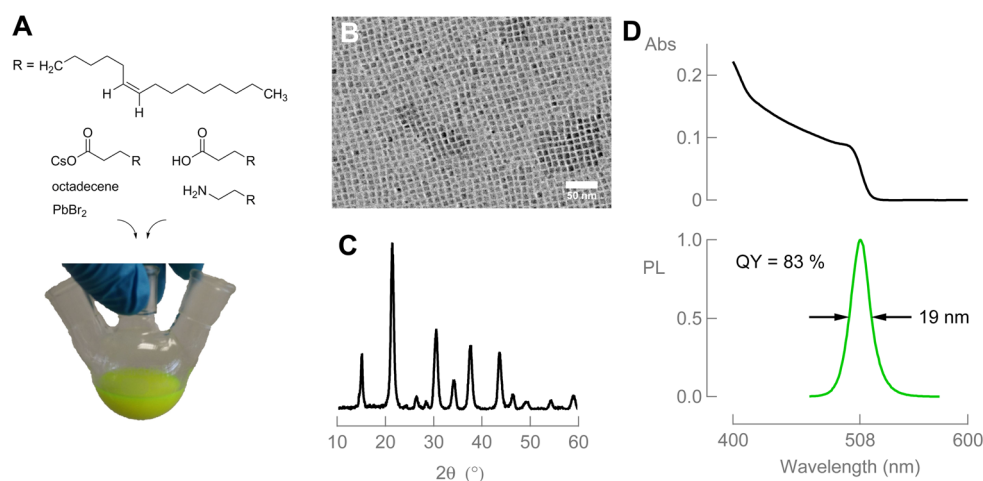 A
R = H₂C
H
H
CH₃
O
CsO
R
O
HO
R
octadecene
PbBr₂
H₂N
R
B
50 nm
C
10 20 30 40 50 60
2θ (°)
D
Abs
0.2
0.1
0
PL
1.0
0.5
0.0
QY = 83 %
19 nm
400 508 600
Wavelength (nm)